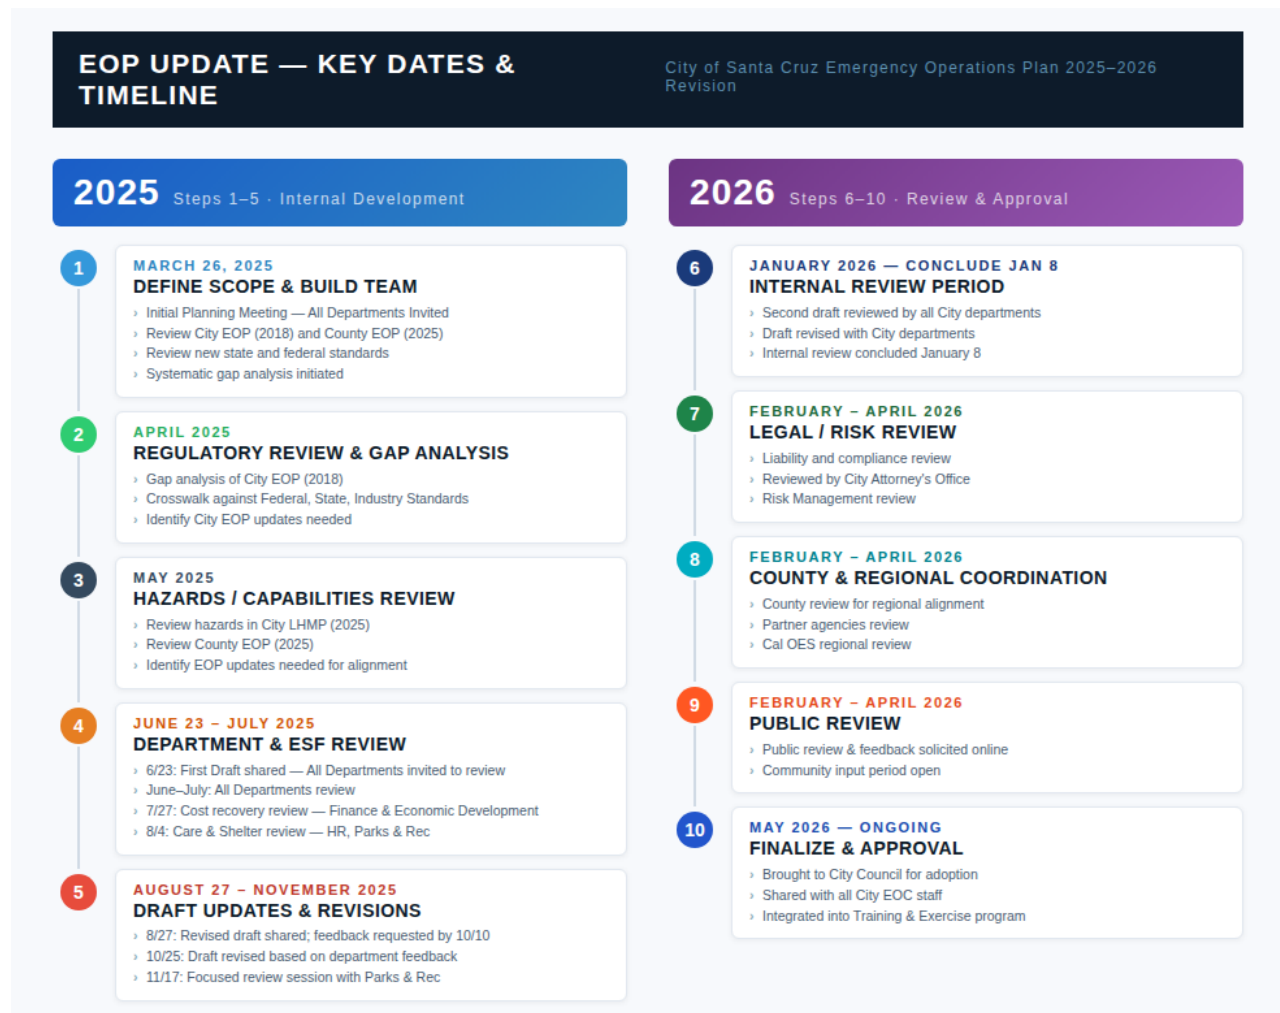 EOP UPDATE — KEY DATES &
TIMELINE
City of Santa Cruz Emergency Operations Plan 2025–2026
Revision
2025 Steps 1–5 · Internal Development
1
MARCH 26, 2025
DEFINE SCOPE & BUILD TEAM
› Initial Planning Meeting — All Departments Invited
› Review City EOP (2018) and County EOP (2025)
› Review new state and federal standards
› Systematic gap analysis initiated
2
APRIL 2025
REGULATORY REVIEW & GAP ANALYSIS
› Gap analysis of City EOP (2018)
› Crosswalk against Federal, State, Industry Standards
› Identify City EOP updates needed
3
MAY 2025
HAZARDS / CAPABILITIES REVIEW
› Review hazards in City LHMP (2025)
› Review County EOP (2025)
› Identify EOP updates needed for alignment
4
JUNE 23 – JULY 2025
DEPARTMENT & ESF REVIEW
› 6/23: First Draft shared — All Departments invited to review
› June–July: All Departments review
› 7/27: Cost recovery review — Finance & Economic Development
› 8/4: Care & Shelter review — HR, Parks & Rec
5
AUGUST 27 – NOVEMBER 2025
DRAFT UPDATES & REVISIONS
› 8/27: Revised draft shared; feedback requested by 10/10
› 10/25: Draft revised based on department feedback
› 11/17: Focused review session with Parks & Rec
2026 Steps 6–10 · Review & Approval
6
JANUARY 2026 — CONCLUDE JAN 8
INTERNAL REVIEW PERIOD
› Second draft reviewed by all City departments
› Draft revised with City departments
› Internal review concluded January 8
7
FEBRUARY – APRIL 2026
LEGAL / RISK REVIEW
› Liability and compliance review
› Reviewed by City Attorney's Office
› Risk Management review
8
FEBRUARY – APRIL 2026
COUNTY & REGIONAL COORDINATION
› County review for regional alignment
› Partner agencies review
› Cal OES regional review
9
FEBRUARY – APRIL 2026
PUBLIC REVIEW
› Public review & feedback solicited online
› Community input period open
10
MAY 2026 — ONGOING
FINALIZE & APPROVAL
› Brought to City Council for adoption
› Shared with all City EOC staff
› Integrated into Training & Exercise program